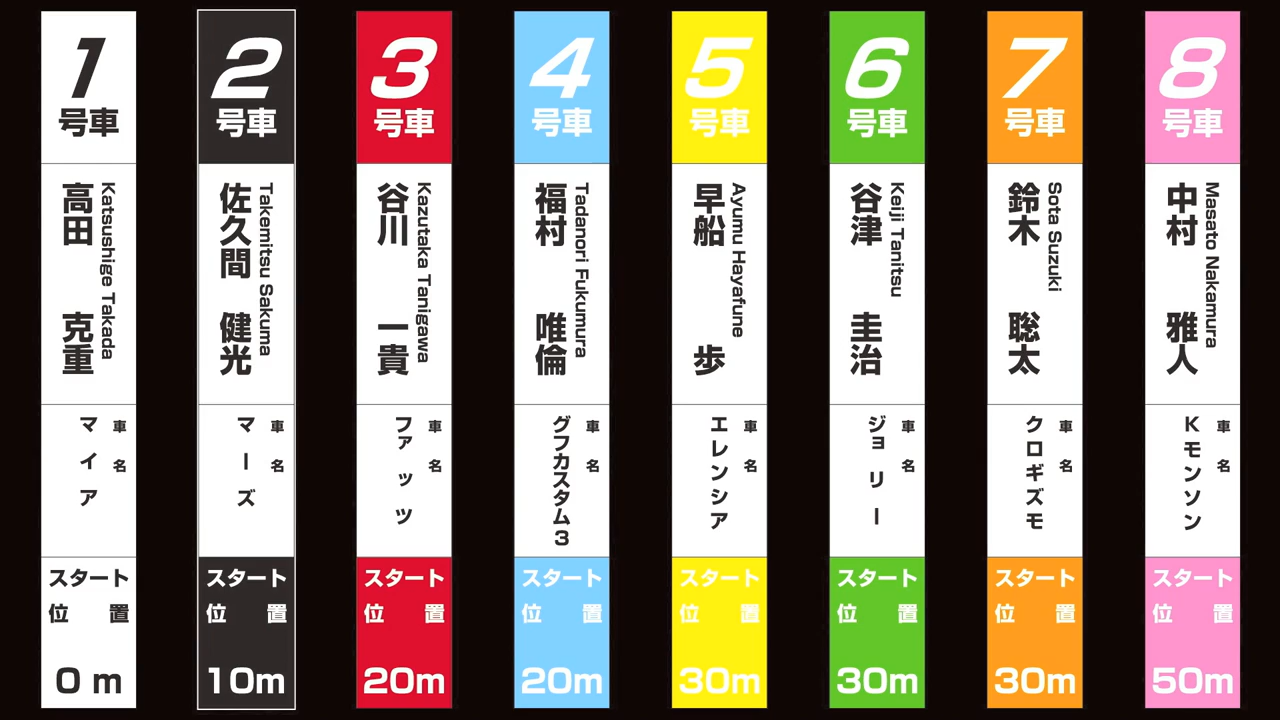 1
号車
高田 克重
Katsushige Takada
車名
マイア
スタート
位置
0m
2
号車
佐久間 健光
Takemitsu Sakuma
車名
マーズ
スタート
位置
10m
3
号車
谷川 一貴
Kazutaka Tanigawa
車名
ファッツ
スタート
位置
20m
4
号車
福村 唯倫
Tadanori Fukumura
車名
グフカスタム3
スタート
位置
20m
5
号車
早船 歩
Ayumu Hayafune
車名
エレンシア
スタート
位置
30m
6
号車
谷津 圭治
Keiji Tanitsu
車名
ジョリー
スタート
位置
30m
7
号車
鈴木 聡太
Sota Suzuki
車名
クロギズモ
スタート
位置
30m
8
号車
中村 雅人
Masato Nakamura
車名
Kモンソン
スタート
位置
50m